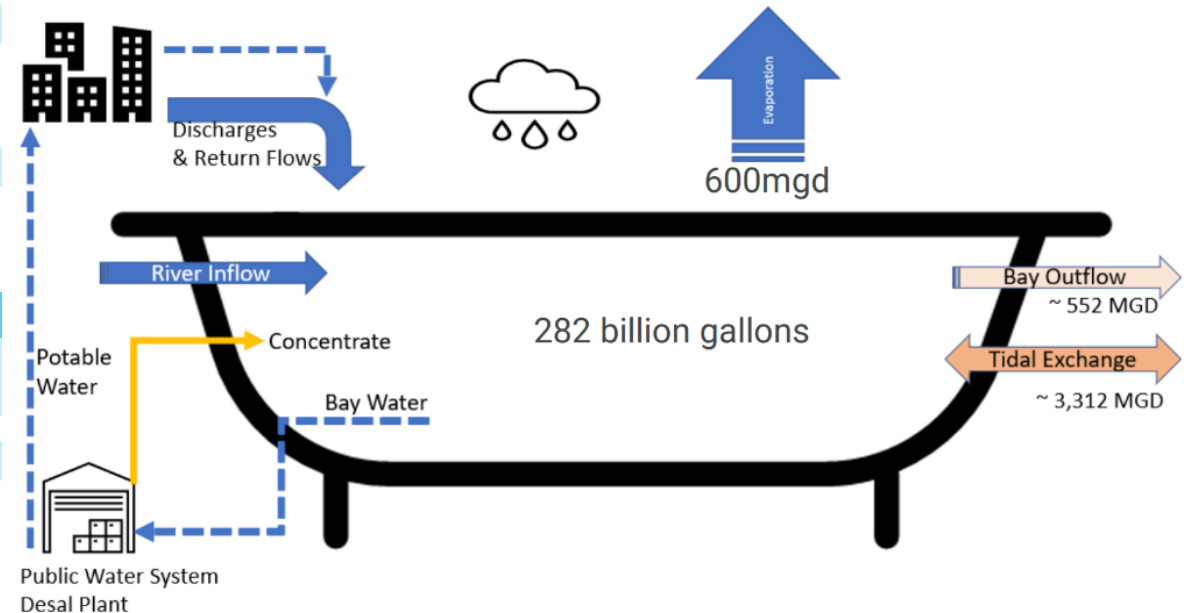 Discharges
& Return Flows
Evaporation
600mgd
River Inflow
Bay Outflow
~ 552 MGD
Concentrate
282 billion gallons
Tidal Exchange
~ 3,312 MGD
Potable
Water
Bay Water
Public Water System
Desal Plant